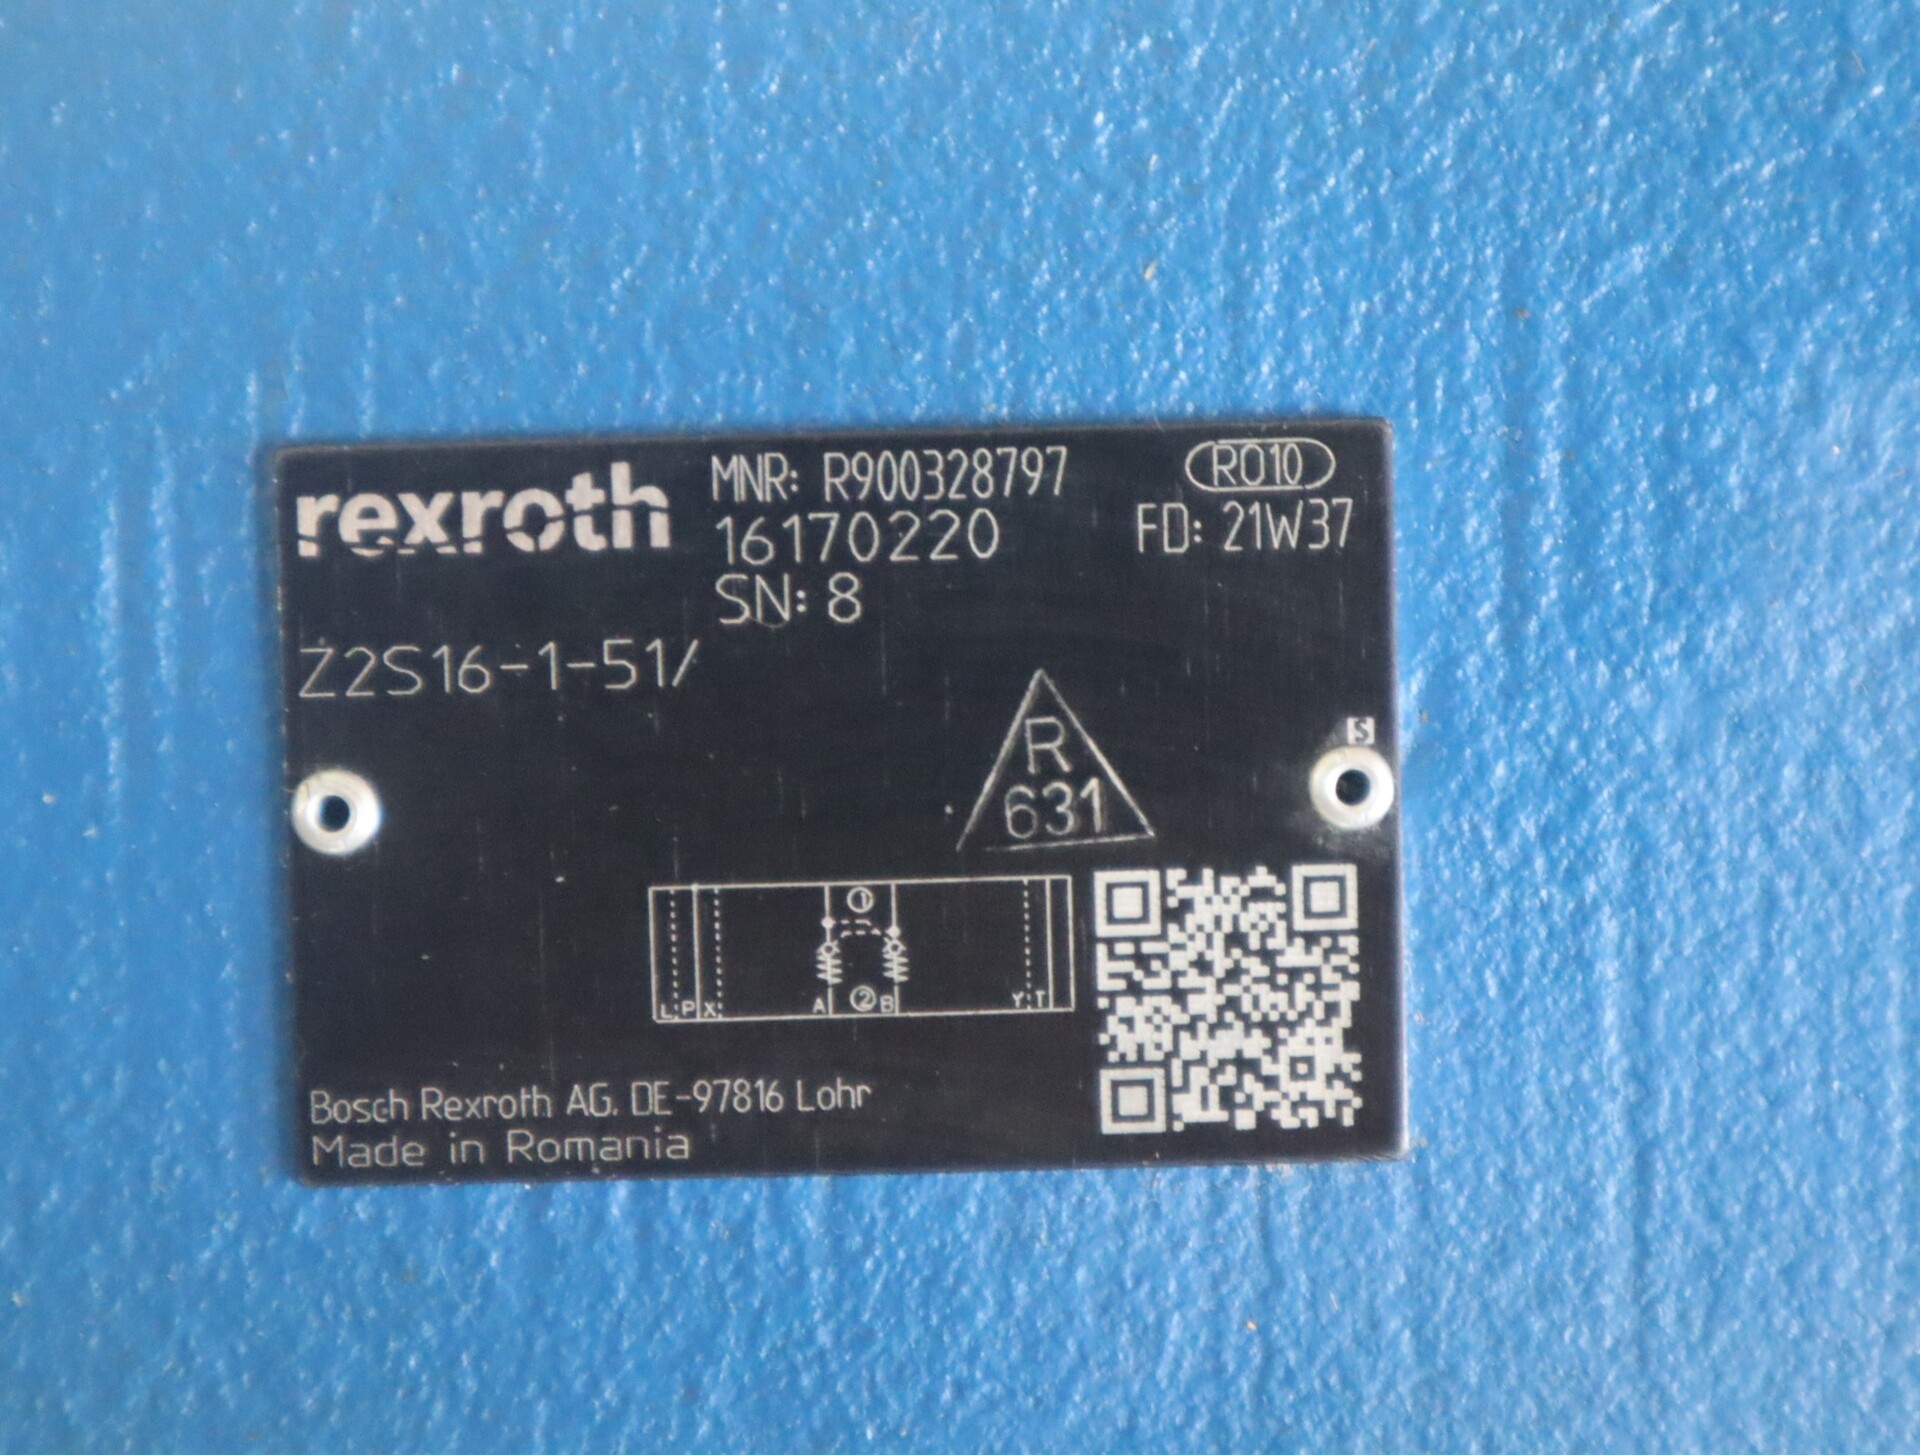 rexroth
MNR: R900328797
RO10
16170220
FD: 21W37
SN: 8
Z2S16-1-51/
S
R
631
1
2
L P X A B Y T
Bosch Rexroth AG. DE-97816 Lohr
Made in Romania